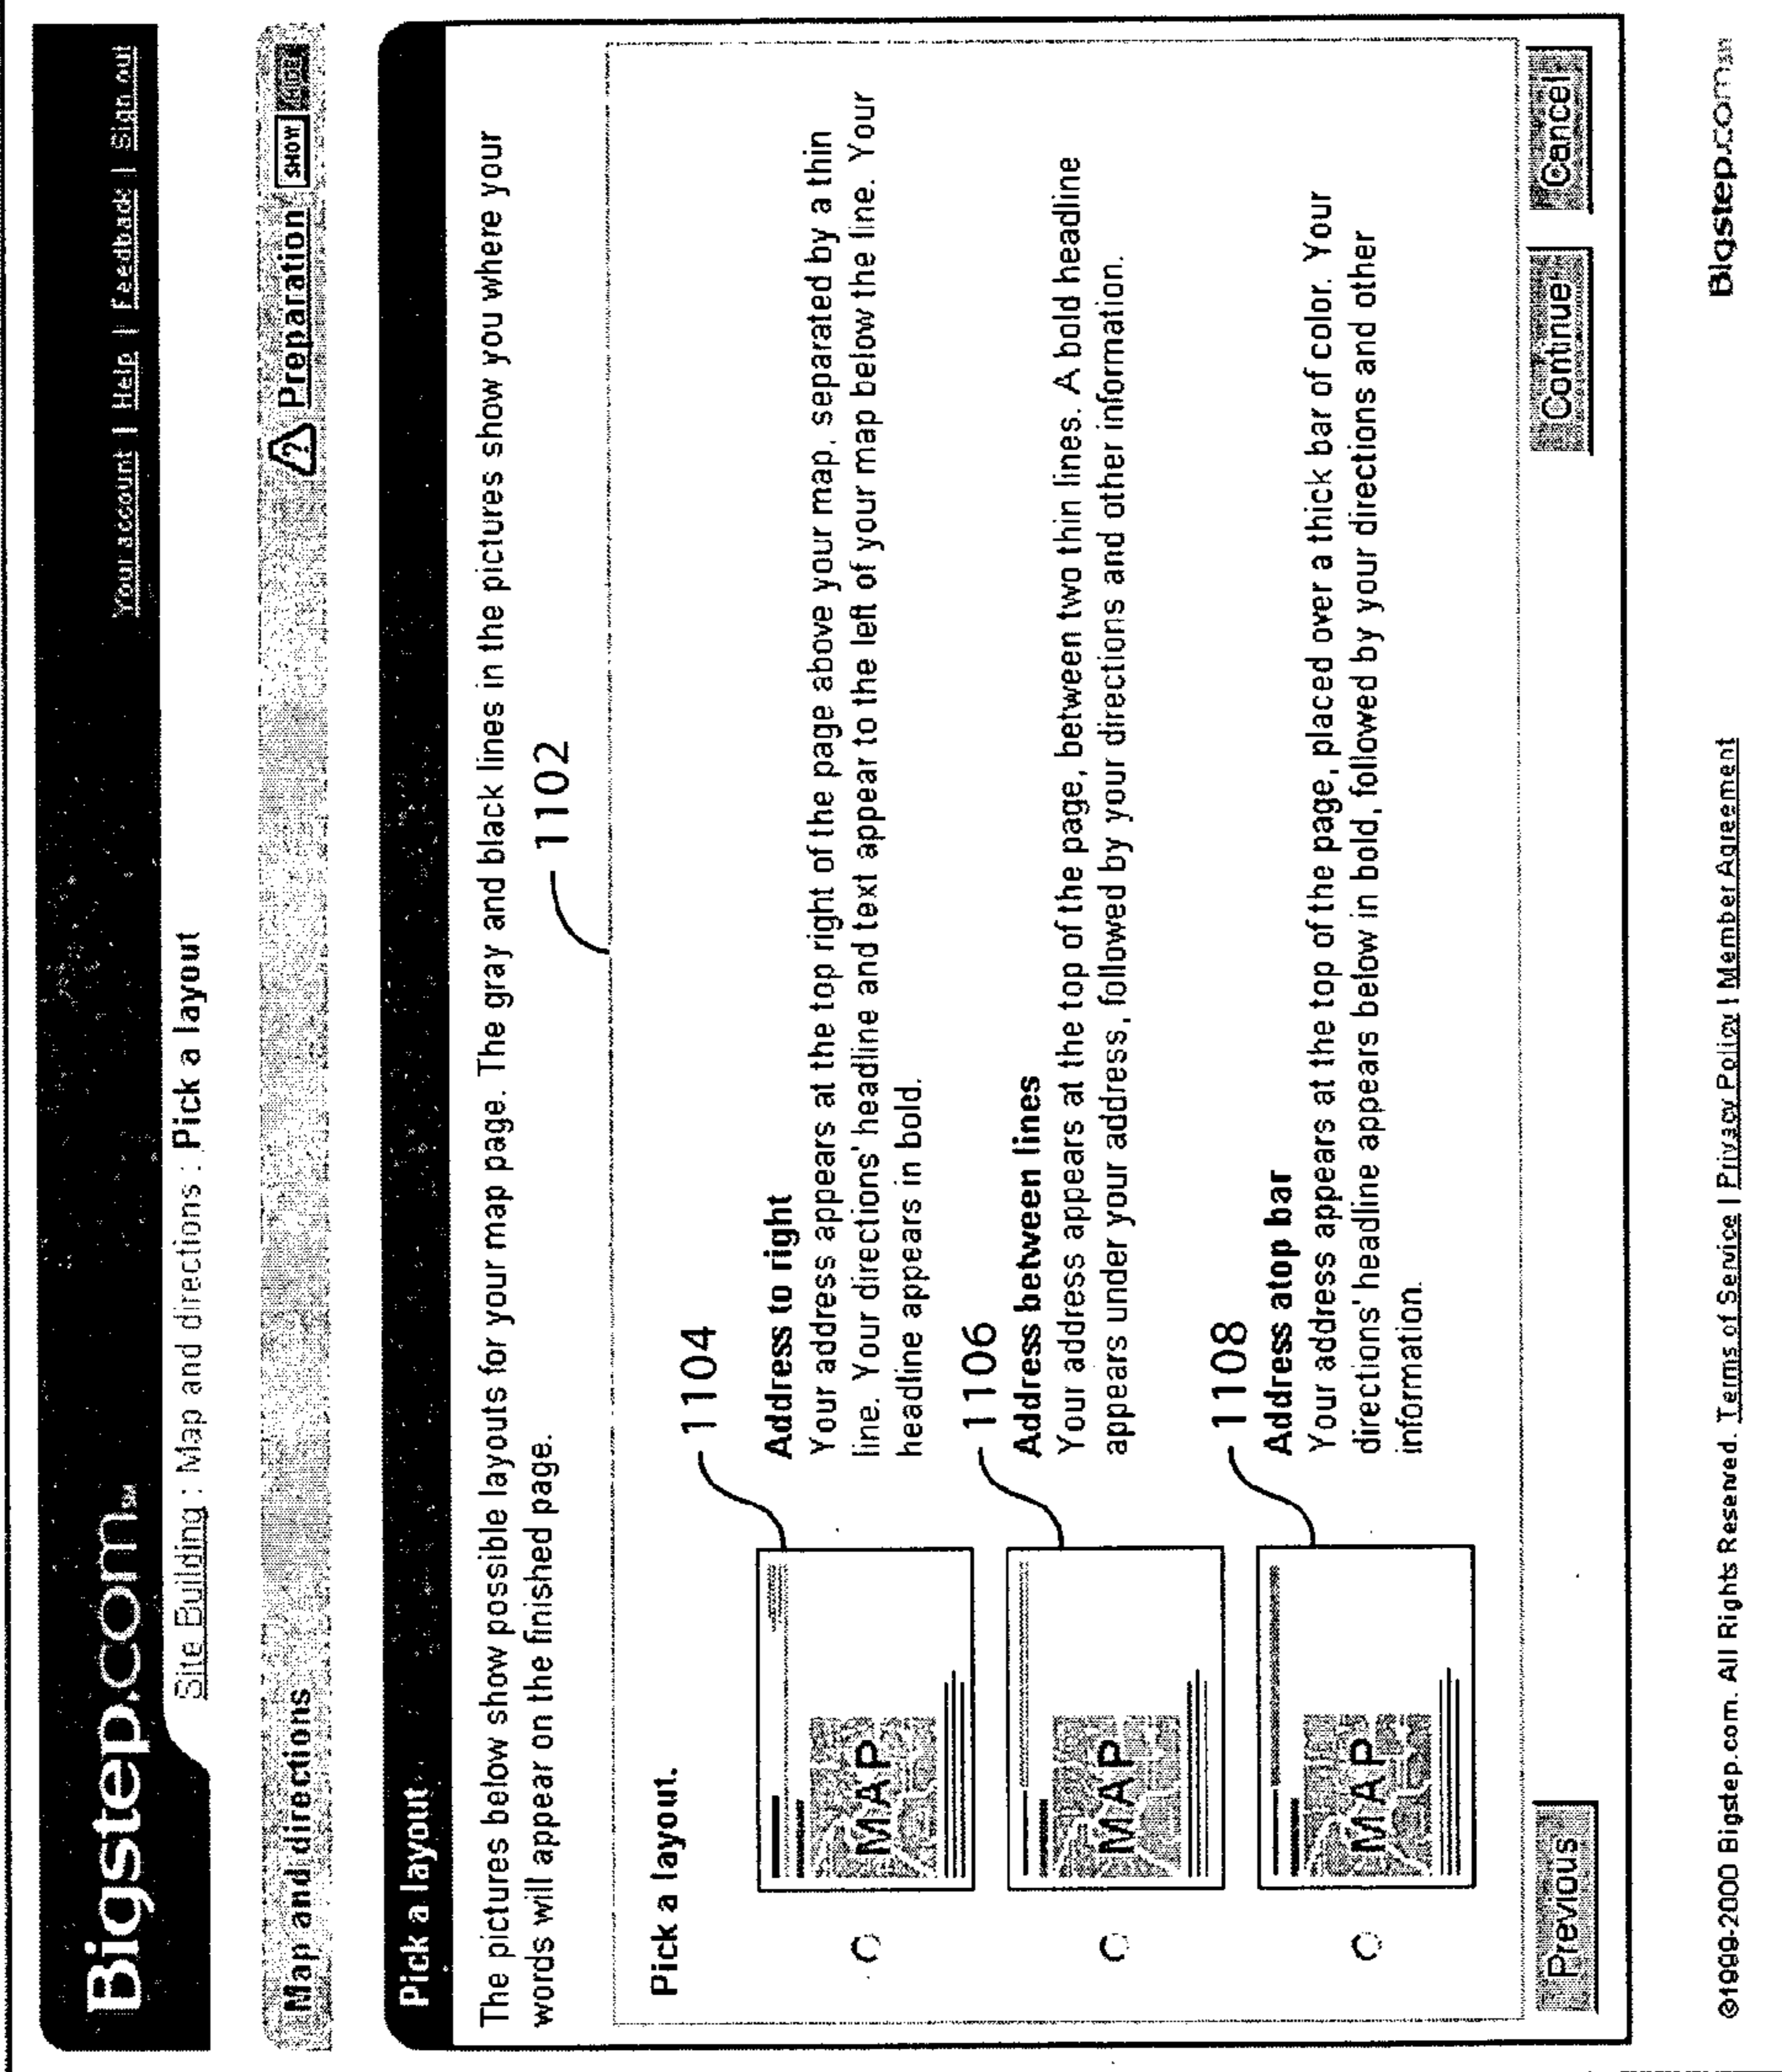 Bigstep.com SM
Your account | Help | Feedback | Sign out
Site Building : Map and directions : Pick a layout
Map and directions
? Preparation SHOW HIDE
Pick a layout
The pictures below show possible layouts for your map page. The gray and black lines in the pictures show you where your
words will appear on the finished page.
1102
Pick a layout.
1104
MAP
Address to right
Your address appears at the top right of the page above your map, separated by a thin
line. Your directions' headline and text appear to the left of your map below the line. Your
headline appears in bold.
1106
MAP
Address between lines
Your address appears at the top of the page, between two thin lines. A bold headline
appears under your address, followed by your directions and other information.
1108
MAP
Address atop bar
Your address appears at the top of the page, placed over a thick bar of color. Your
directions' headline appears below in bold, followed by your directions and other
information.
Previous
Continue
Cancel
©1999-2000 Bigstep.com. All Rights Reserved. Terms of Service | Privacy Policy | Member Agreement
Bigstep.com SM